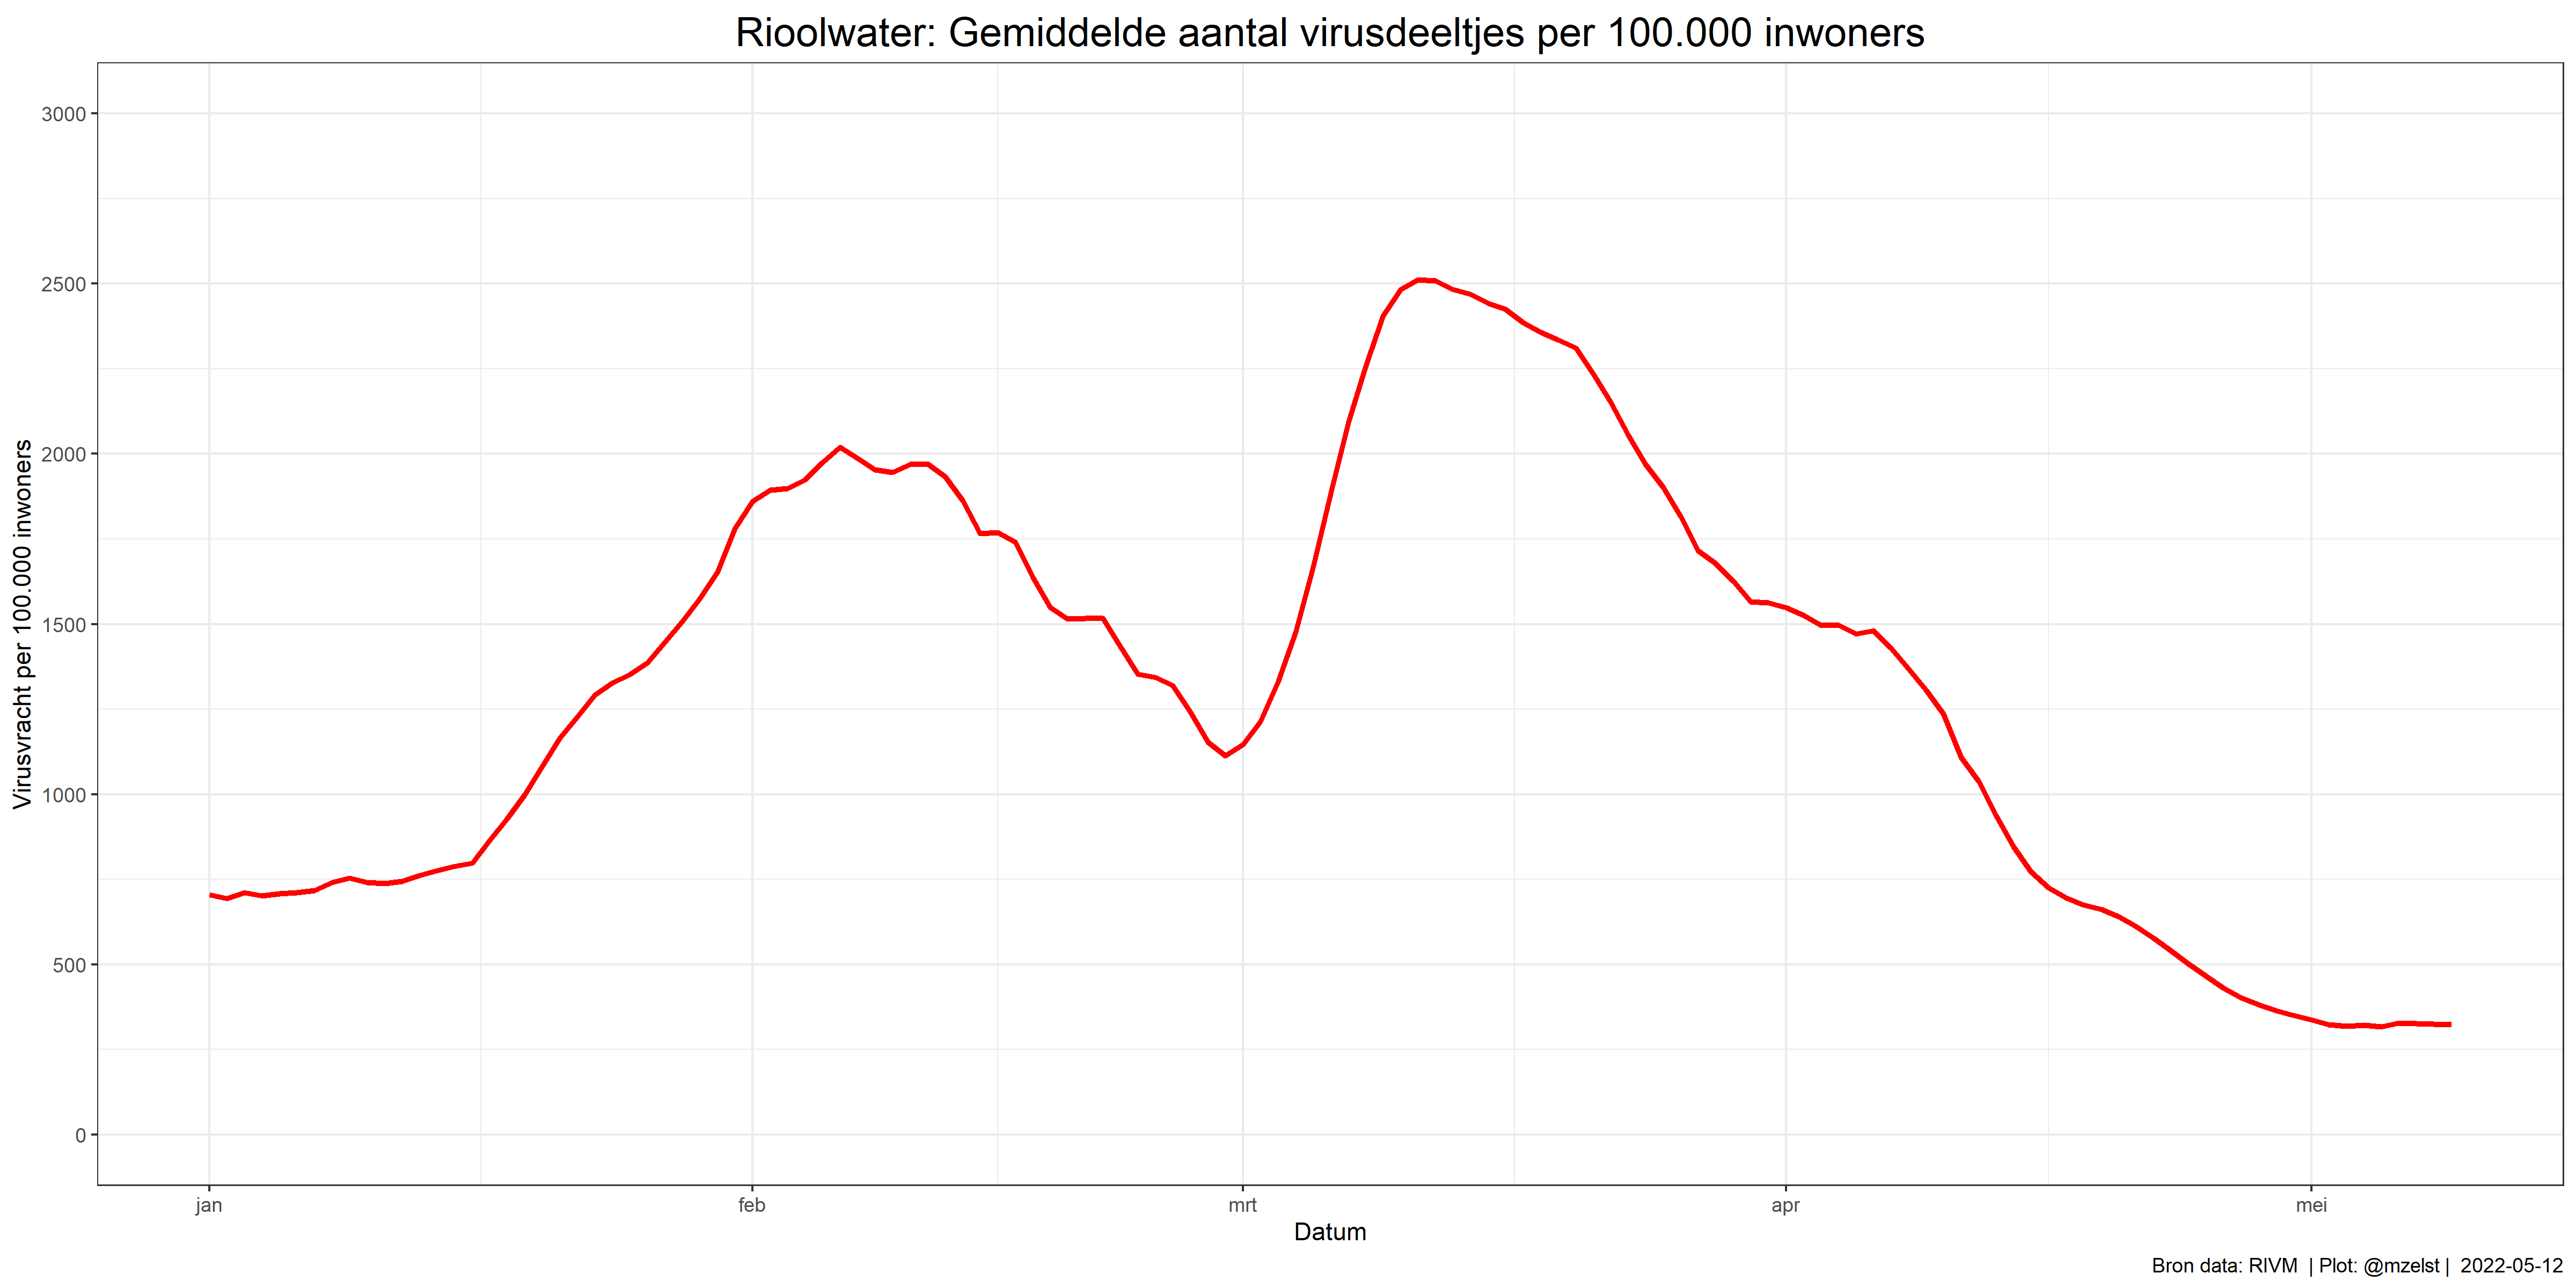 Rioolwater: Gemiddelde aantal virusdeeltjes per 100.000 inwoners
Virusvracht per 100.000 inwoners
3000
2500
2000
1500
1000
500
0
jan feb mrt apr mei
Datum
Bron data: RIVM | Plot: @mzelst | 2022-05-12